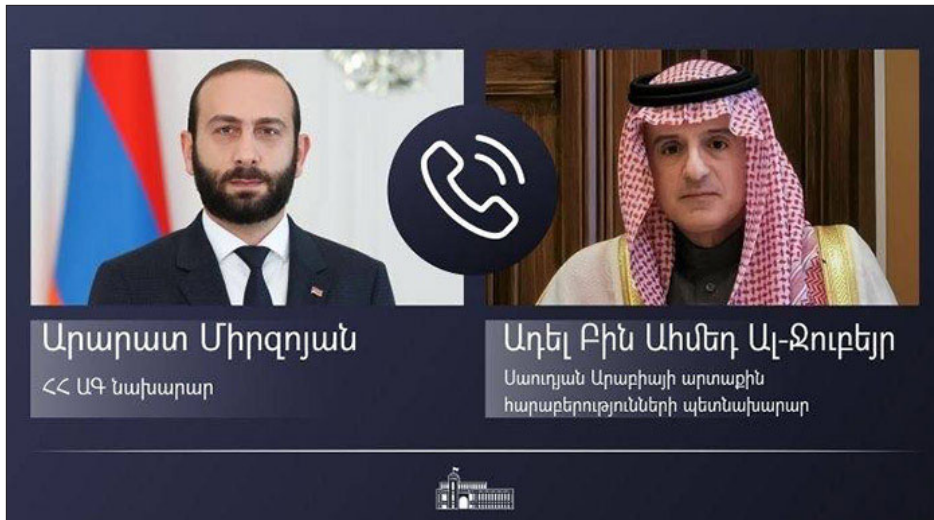 Արարատ Միրզոյան
ՀՀ ԱԳ նախարար
Ադել Բին Ահմեդ Ալ-Ջուբեյր
Սաուդյան Արաբիայի արտաքին
հարաբերությունների պետնախարար